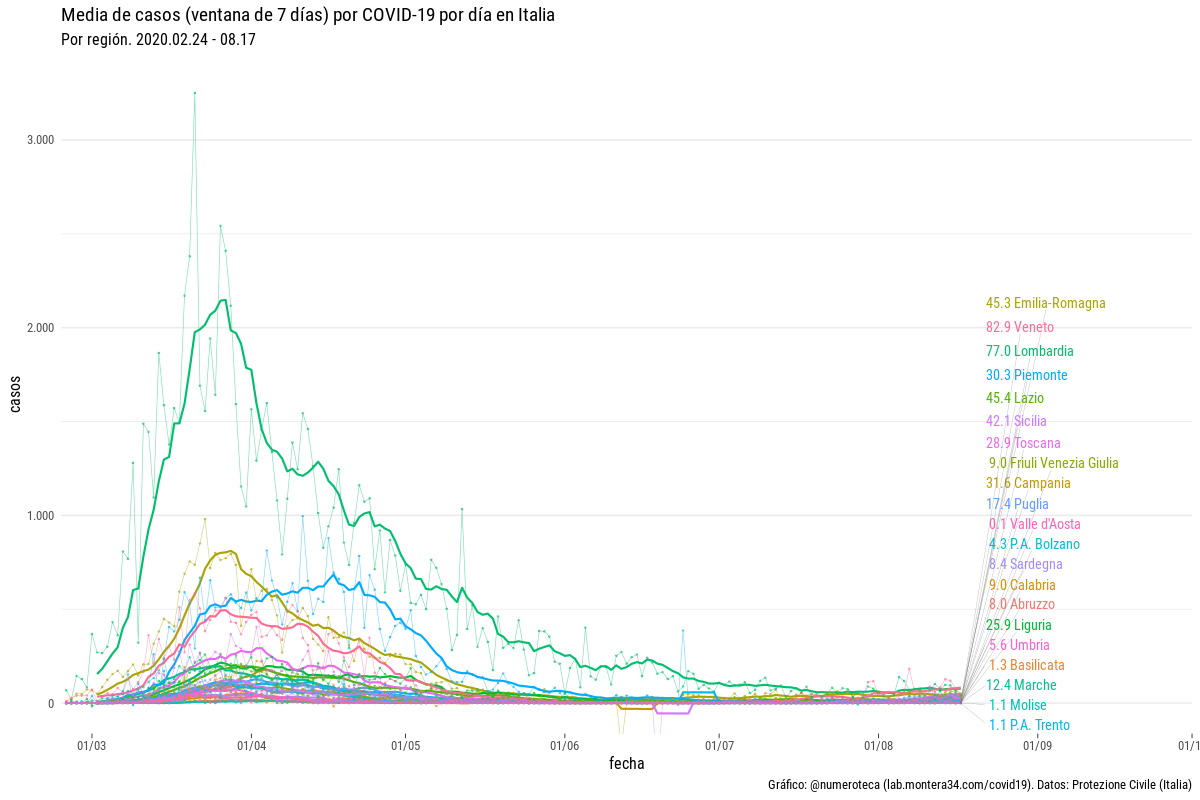 Media de casos (ventana de 7 días) por COVID-19 por día en Italia
Por región. 2020.02.24 - 08.17
3.000
2.000
1.000
0
casos
45.3 Emilia-Romagna
82.9 Veneto
77.0 Lombardia
30.3 Piemonte
45.4 Lazio
42.1 Sicilia
28.9 Toscana
9.0 Friuli Venezia Giulia
31.6 Campania
17.4 Puglia
0.1 Valle d'Aosta
4.3 P.A. Bolzano
8.4 Sardegna
9.0 Calabria
8.0 Abruzzo
25.9 Liguria
5.6 Umbria
1.3 Basilicata
12.4 Marche
1.1 Molise
1.1 P.A. Trento
01/03 01/04 01/05 01/06 01/07 01/08 01/09 01/1
fecha
Gráfico: @numeroteca (lab.montera34.com/covid19). Datos: Protezione Civile (Italia)